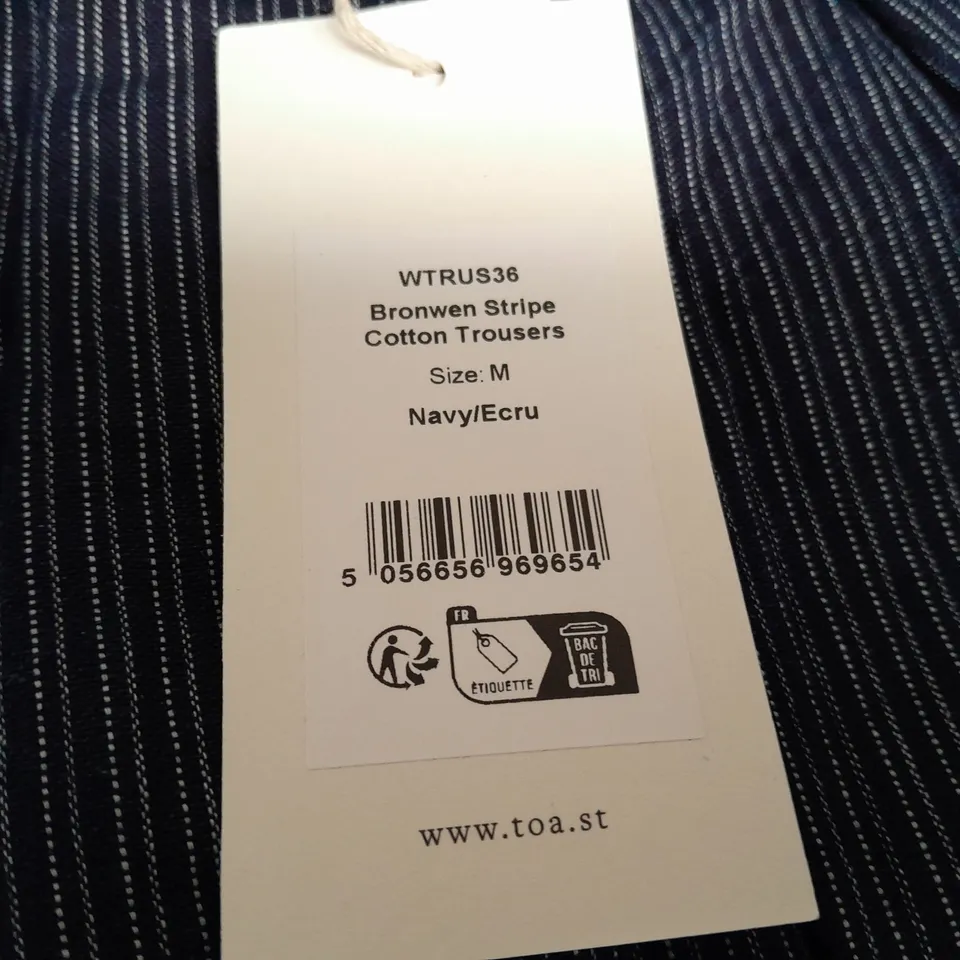 WTRUS36
Bronwen Stripe
Cotton Trousers
Size: M
Navy/Ecru
5 056656 969654
FR
ÉTIQUETTE
BAC
DE
TRI
www.toa.st